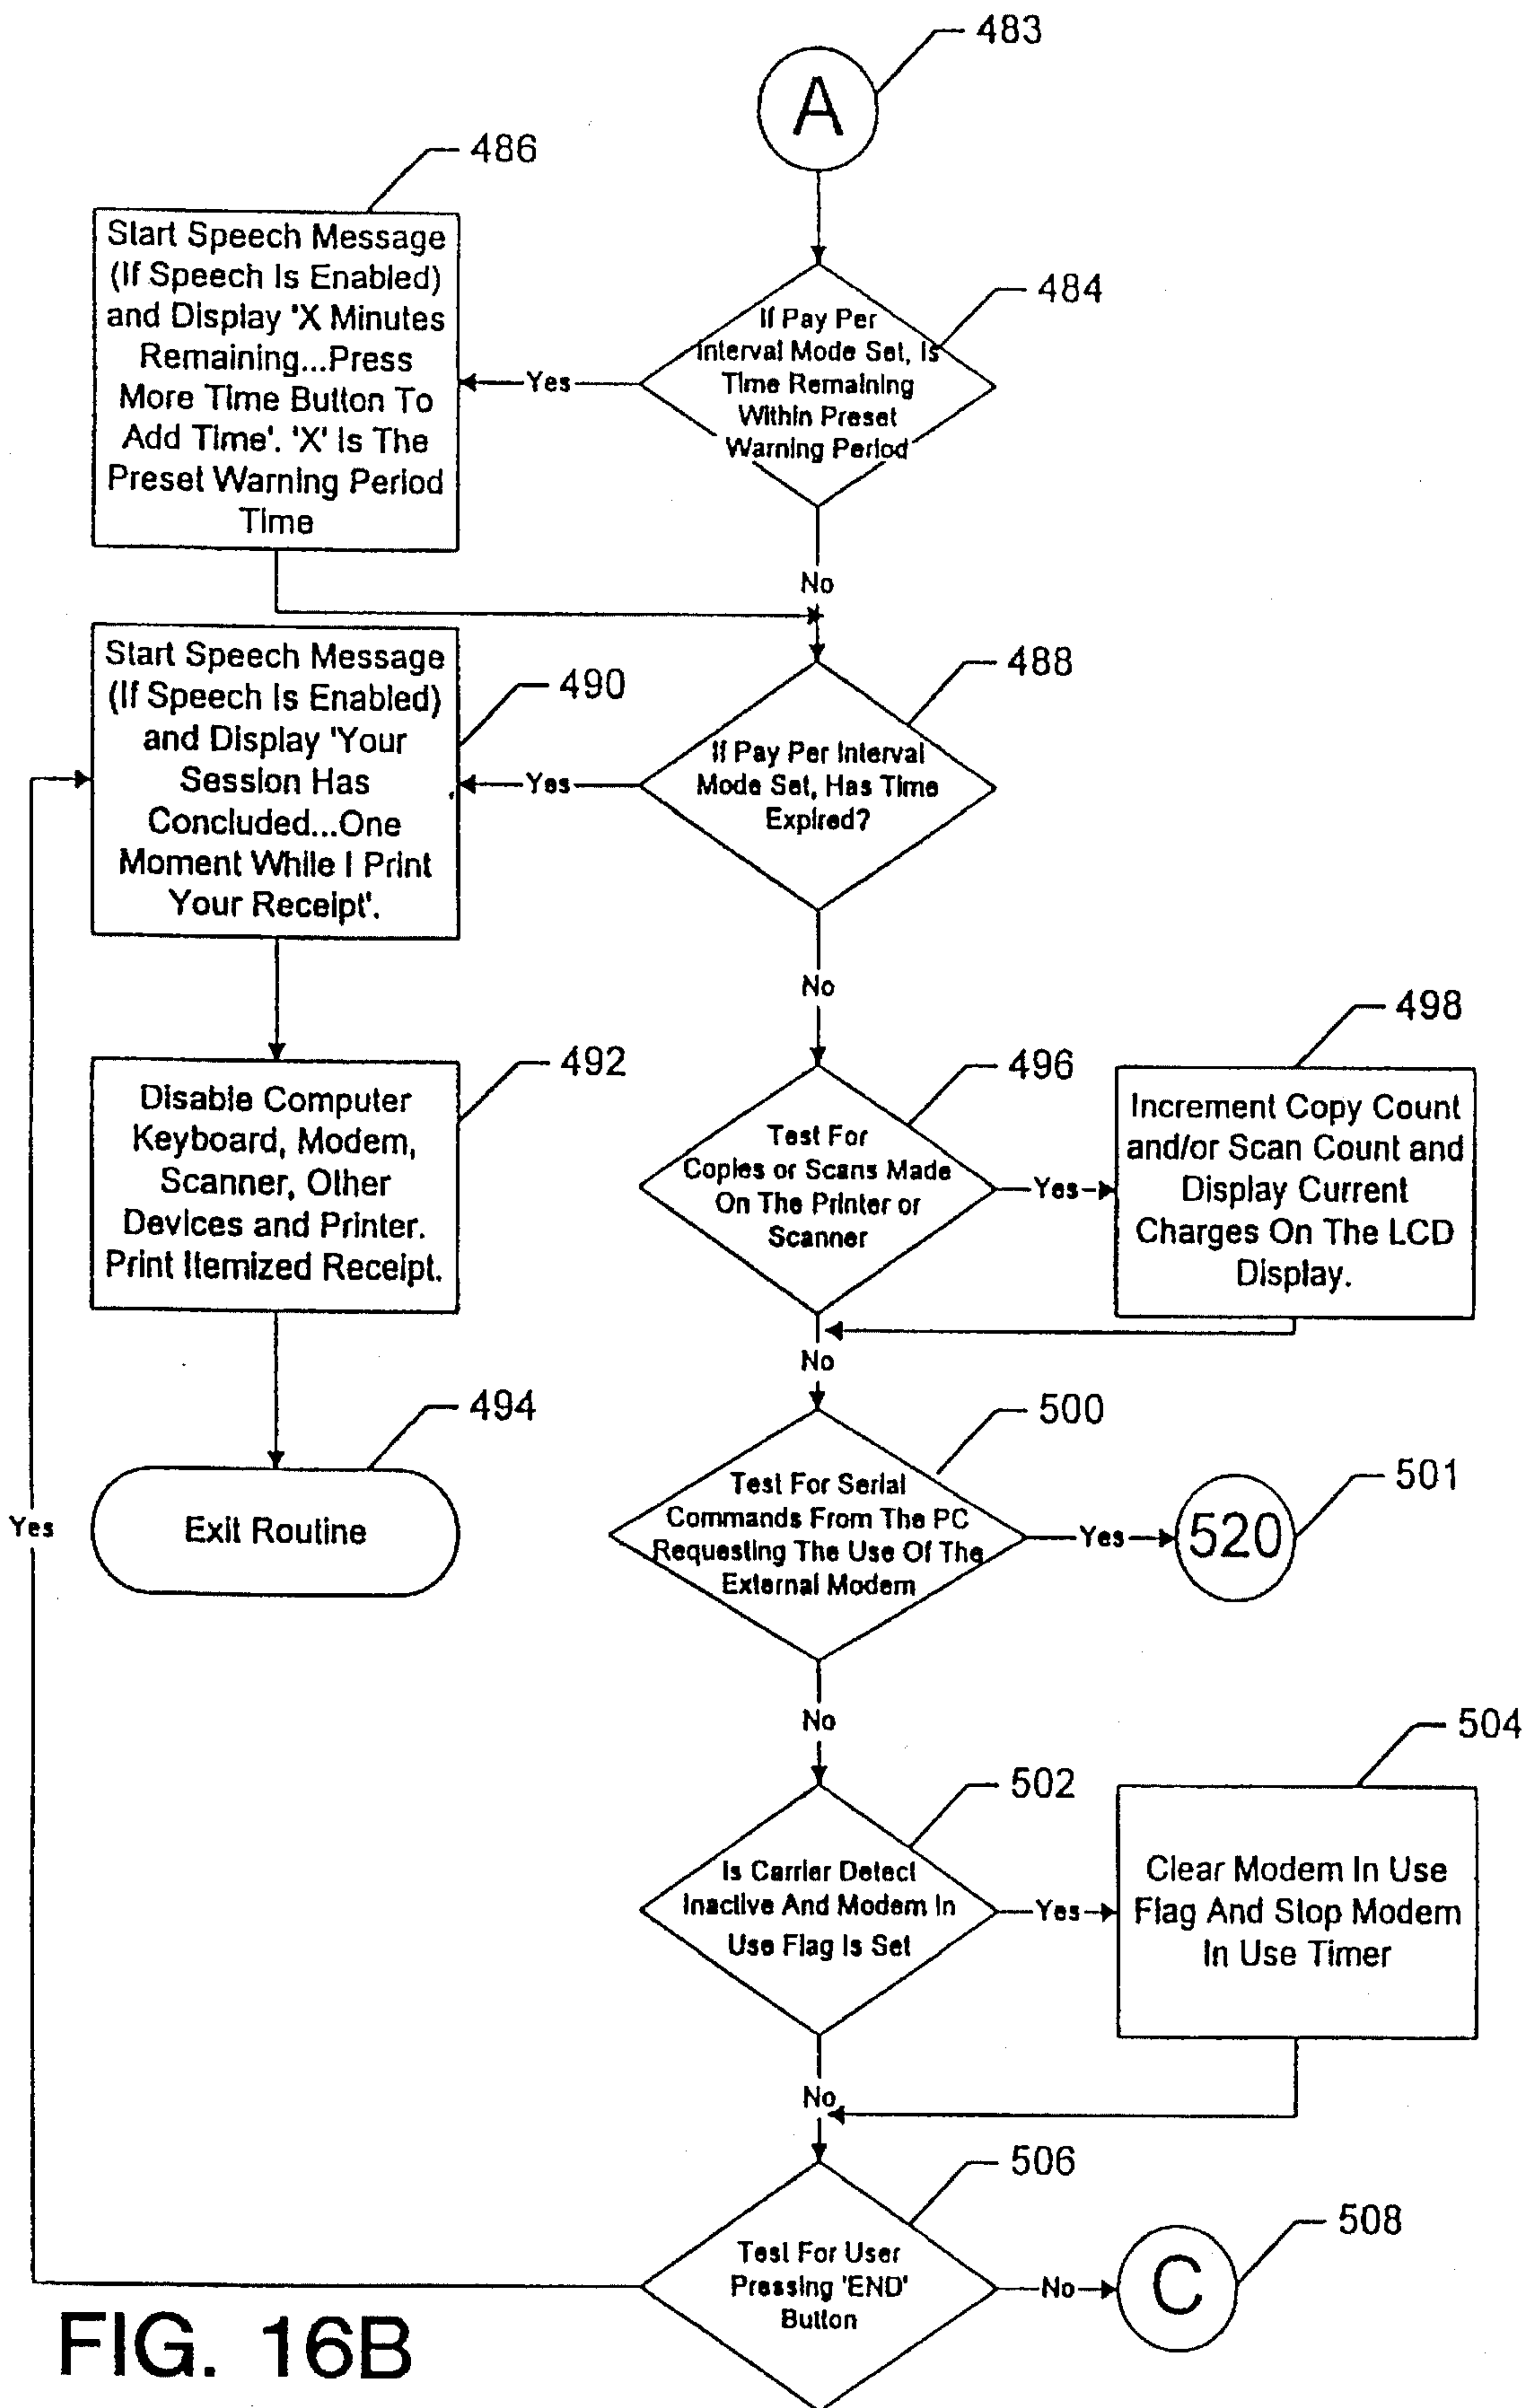 483
A
486
Start Speech Message
(If Speech Is Enabled)
and Display 'X Minutes
Remaining...Press
More Time Button To
Add Time'. 'X' Is The
Preset Warning Period
Time
484
If Pay Per
Interval Mode Set, Is
Time Remaining
Within Preset
Warning Period
Yes
No
490
Start Speech Message
(If Speech Is Enabled)
and Display 'Your
Session Has
Concluded...One
Moment While I Print
Your Receipt'.
488
If Pay Per Interval
Mode Set, Has Time
Expired?
Yes
No
492
Disable Computer
Keyboard, Modem,
Scanner, Other
Devices and Printer.
Print Itemized Receipt.
496
Test For
Copies or Scans Made
On The Printer or
Scanner
Yes
498
Increment Copy Count
and/or Scan Count and
Display Current
Charges On The LCD
Display.
No
494
Exit Routine
Yes
500
Test For Serial
Commands From The PC
Requesting The Use Of The
External Modem
Yes
501
520
No
502
Is Carrier Detect
Inactive And Modem In
Use Flag Is Set
Yes
504
Clear Modem In Use
Flag And Stop Modem
In Use Timer
No
506
Test For User
Pressing 'END'
Button
No
508
C
FIG. 16B